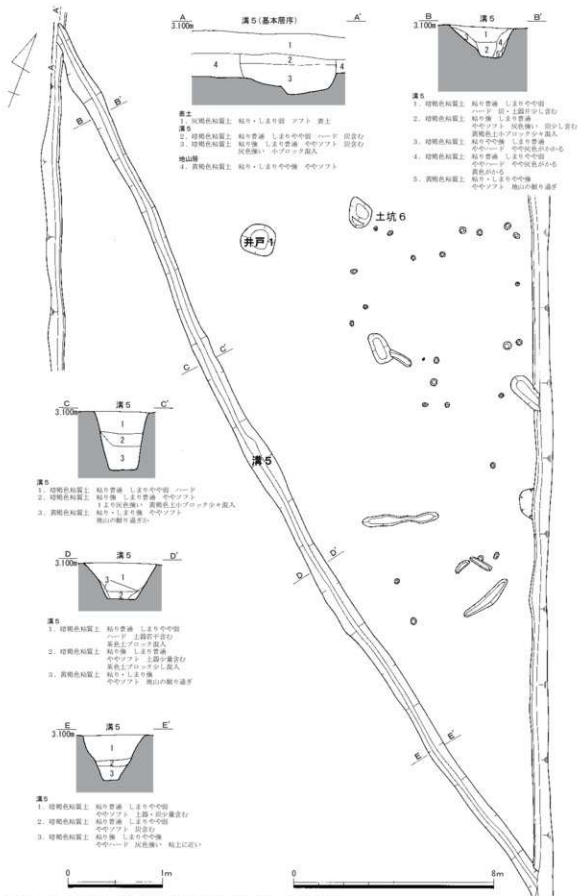 A 溝5(基本層序) A'
3.100m
1
2
4 3 4
表土
1. 灰褐色粘質土 粘り・しまり弱 ソフト 表土
溝5
2. 暗褐色粘質土 粘り普通 しまりやや弱 ハード 炭含む
3. 暗褐色粘質土 粘り強 しまり普通 ややソフト 炭含む
灰色強い 小ブロック混入
地山層
4. 黄褐色粘質土 粘り・しまりやや強 ややソフト
B 溝5 B'
3.100m
1
3 2 4
5
溝5
1. 暗褐色粘質土 粘り普通 しまりやや弱
ハード 炭・土器片少し含む
2. 暗褐色粘質土 粘り強 しまり普通
ややソフト 灰色強い 炭少し含む
黄褐色土小ブロック少々混入
3. 暗褐色粘質土 粘りやや強 しまり普通
ややハード やや灰色がかかる
4. 暗褐色粘質土 粘り普通 しまりやや弱
ややハード やや灰色がかる
黄色がかる
5. 黄褐色粘質土 粘り・しまりやや強
ややソフト 地山の掘り過ぎ
A'
A
B'
B
土坑6
井戸1
C'
C
溝5
D'
D
E'
E
C 溝5 C'
3.100m
1
2
3
溝5
1. 暗褐色粘質土 粘り普通 しまりやや弱 ハード
2. 暗褐色粘質土 粘り強 しまり普通 ややソフト
1より灰色強い 黄褐色土小ブロック少々混入
3. 黄褐色粘質土 粘り・しまり強 ややソフト
地山の掘り過ぎか
D 溝5 D'
3.100m
1
3 2
溝5
1. 暗褐色粘質土 粘り普通 しまりやや弱
ハード 土器若干含む
茶色土ブロック混入
2. 暗褐色粘質土 粘り強 しまり普通
ややソフト 土器少量含む
茶色土ブロック少し混入
3. 黄褐色粘質土 粘り・しまり強
ややソフト 地山の掘り過ぎ
E 溝5 E'
3.100m
1
2
3
溝5
1. 暗褐色粘質土 粘り普通 しまりやや弱
ややソフト 土器・炭少量含む
2. 暗褐色粘質土 粘り普通 しまりやや弱
ややソフト 炭含む
3. 暗褐色粘質土 粘り強 しまりやや強
ややハード 灰色強い 粘土に近い
0 1m
0 8m